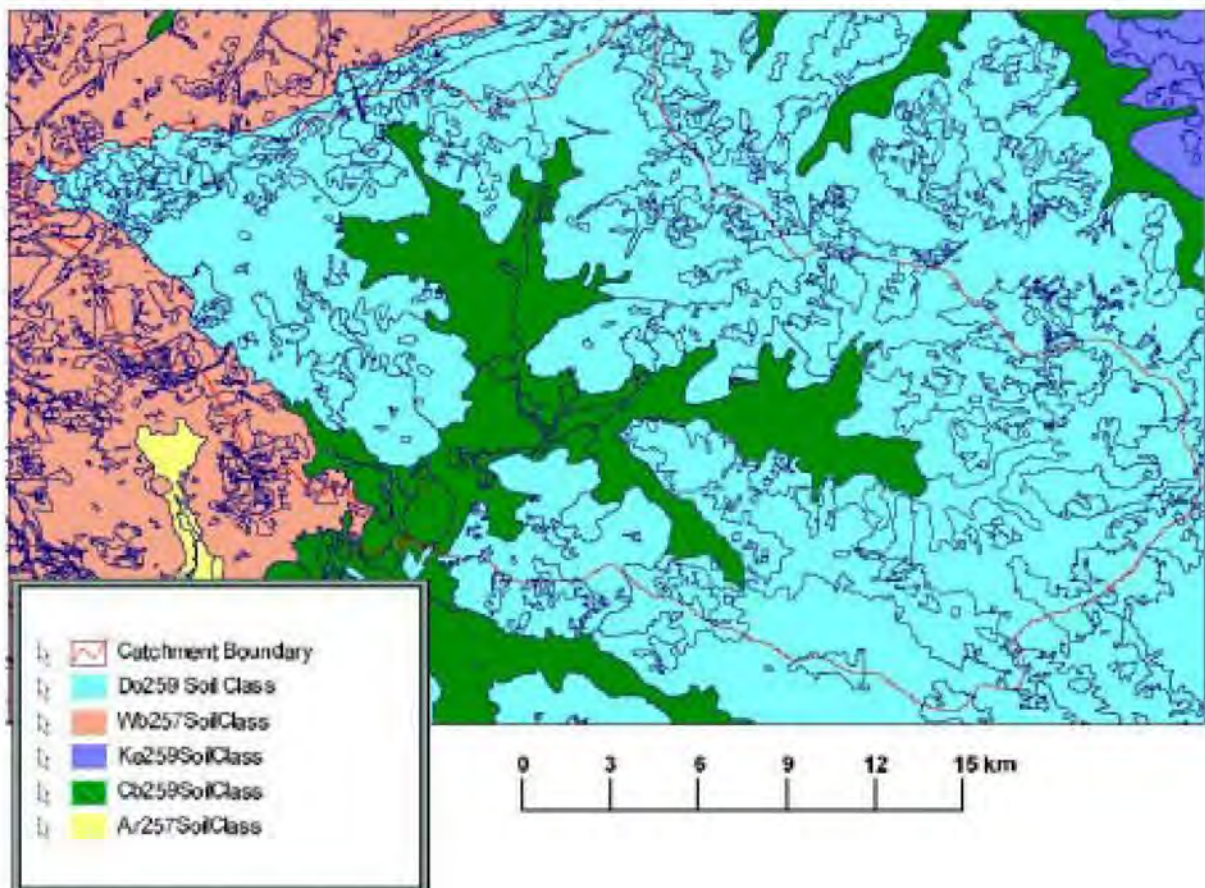 Catchment Boundary
Do259 Soil Class
Wb257SoilClass
Ke259SoilClass
Cb259SoilClass
Ar257SoilClass
0 3 6 9 12 15 km